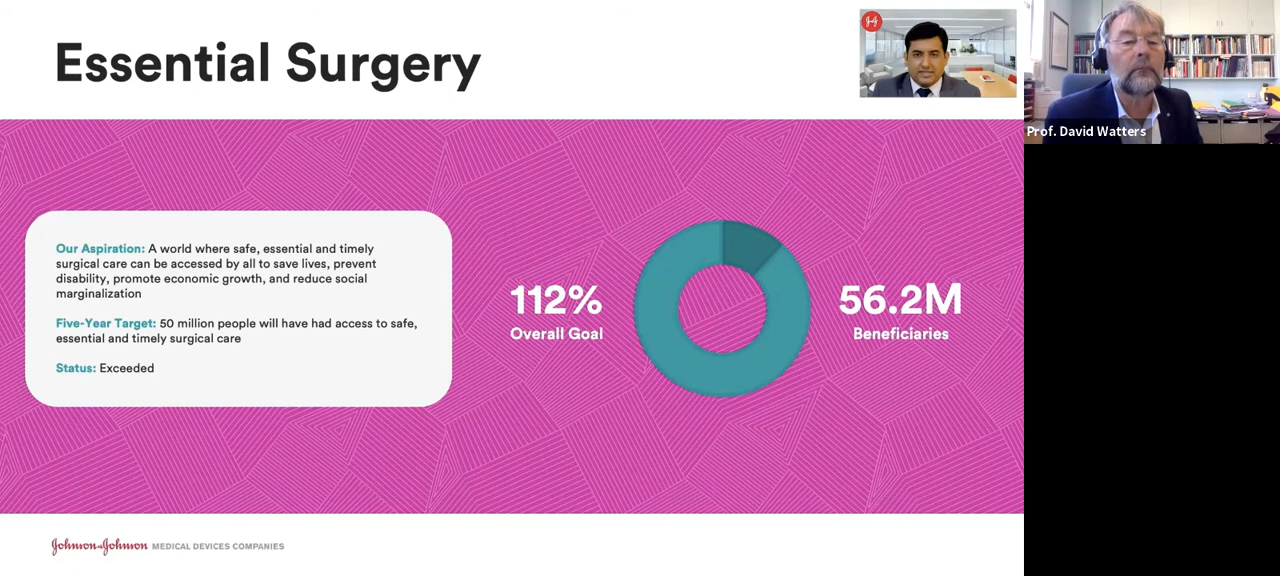 Essential Surgery
Prof. David Watters
Our Aspiration: A world where safe, essential and timely
surgical care can be accessed by all to save lives, prevent
disability, promote economic growth, and reduce social
marginalization
Five-Year Target: 50 million people will have had access to safe,
essential and timely surgical care
Status: Exceeded
112%
Overall Goal
56.2M
Beneficiaries
Johnson & Johnson MEDICAL DEVICES COMPANIES